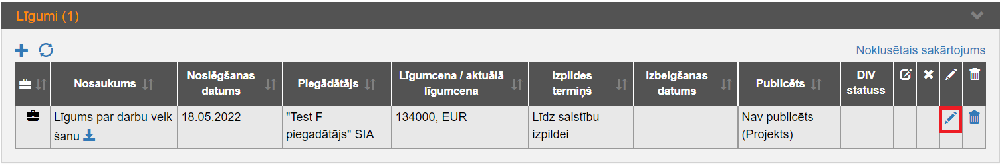 Līgumi (1)
Noklusētais sakārtojums
Nosaukums
Noslēgšanas
datums
Piegādātājs
Līgumcena / aktuālā
līgumcena
Izpildes
termiņš
Izbeigšanas
datums
Publicēts
DIV
statuss
Līgums par darbu veik
šanu
18.05.2022
"Test F
piegadātājs" SIA
134000, EUR
Līdz saistību
izpildei
Nav publicēts
(Projekts)